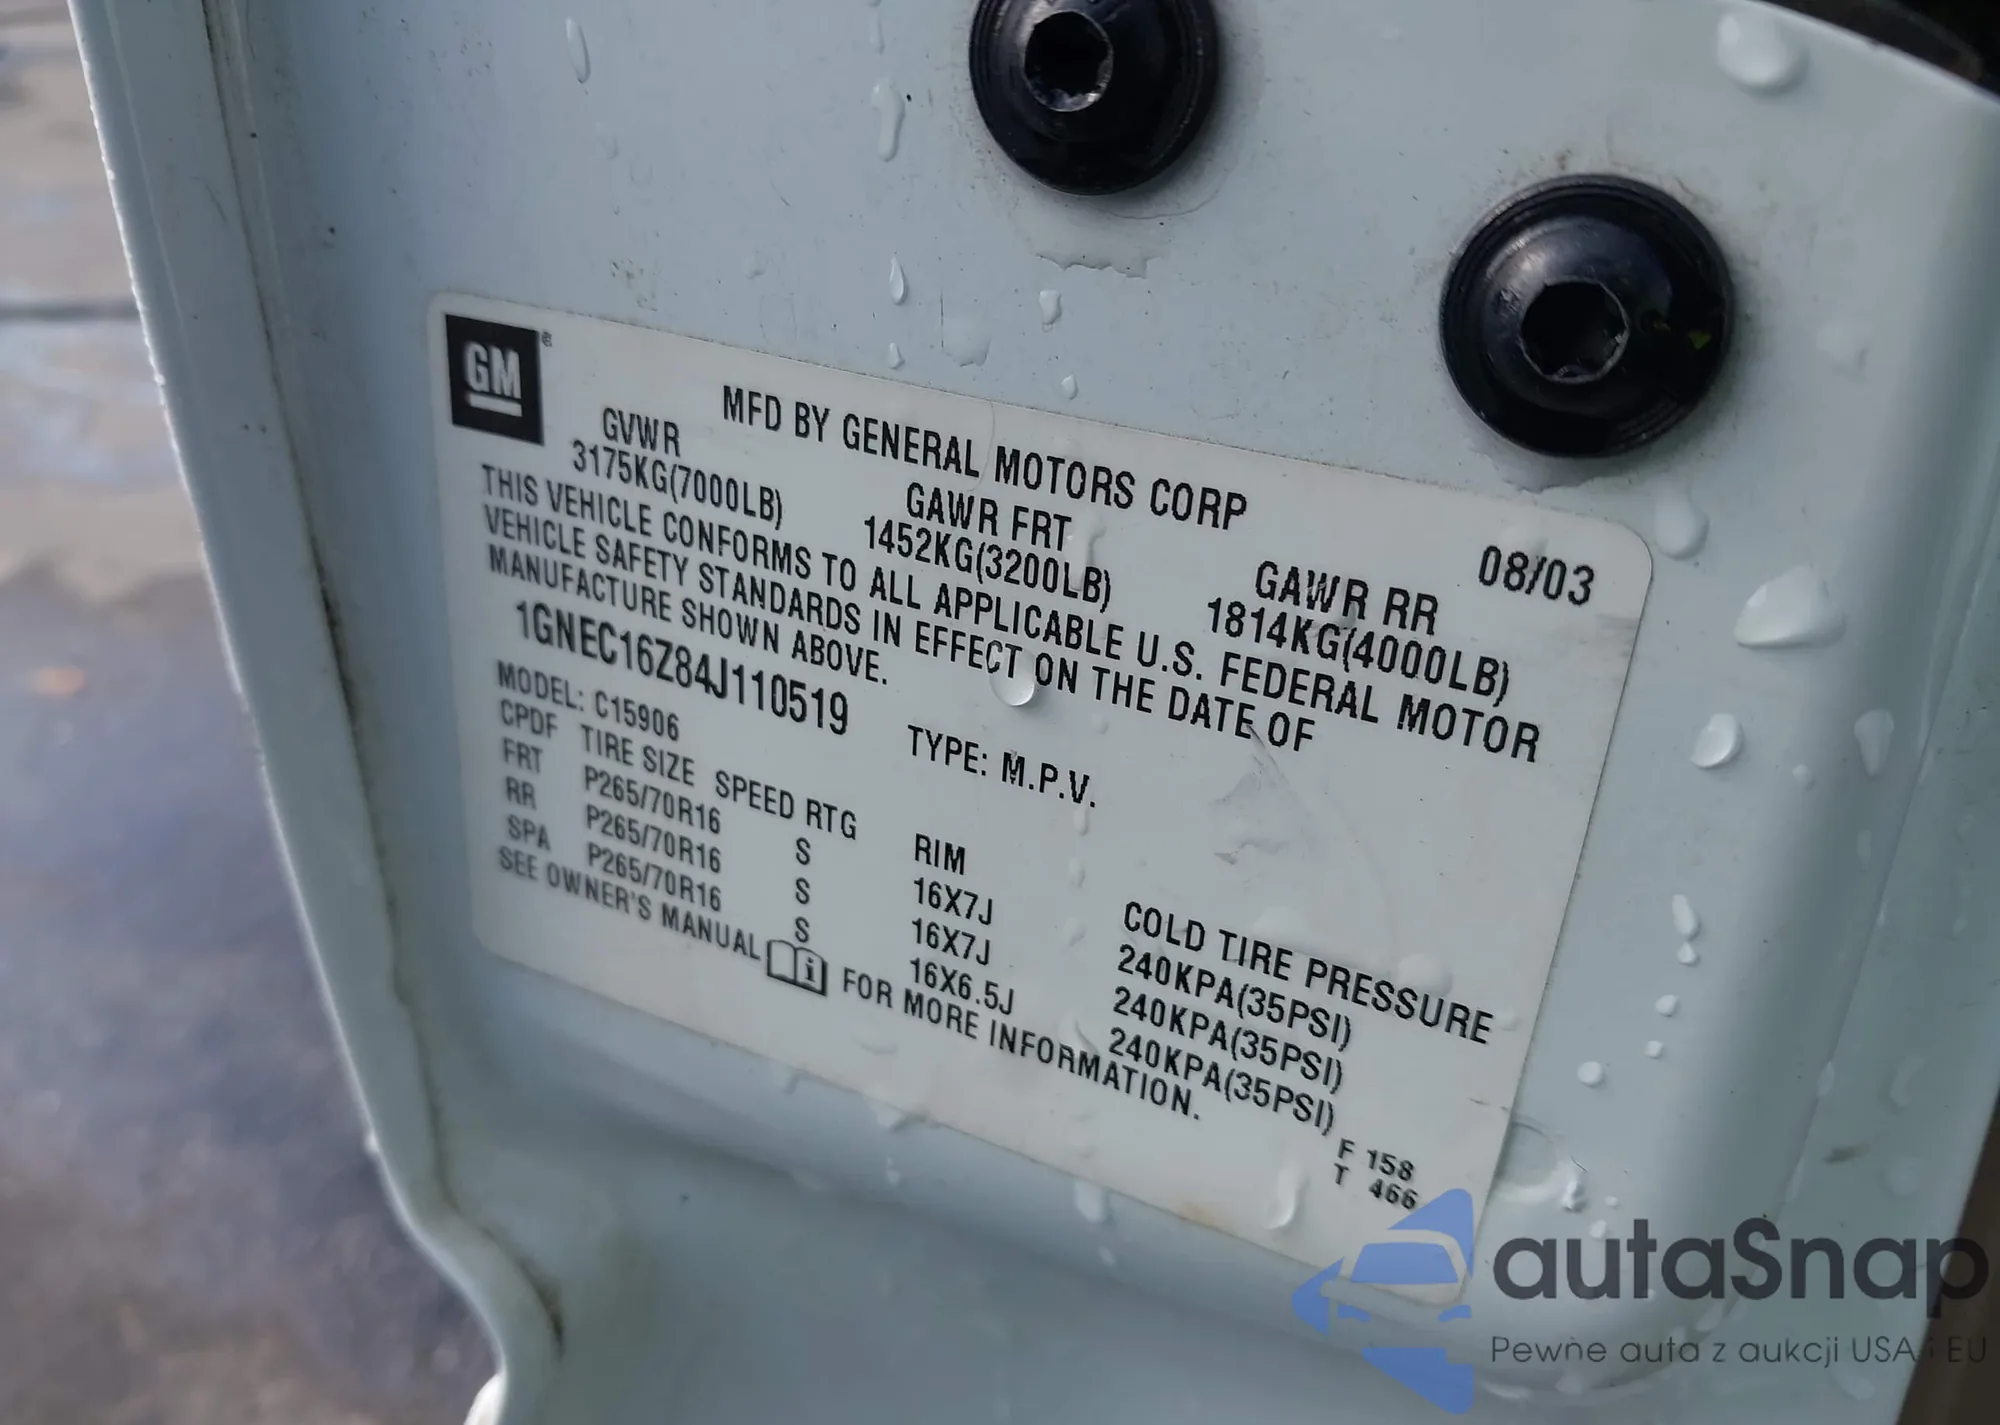 GM®
MFD BY GENERAL MOTORS CORP
08/03
GVWR GAWR FRT GAWR RR
3175KG(7000LB) 1452KG(3200LB) 1814KG(4000LB)
THIS VEHICLE CONFORMS TO ALL APPLICABLE U.S. FEDERAL MOTOR
VEHICLE SAFETY STANDARDS IN EFFECT ON THE DATE OF
MANUFACTURE SHOWN ABOVE.
1GNEC16Z84J110519 TYPE: M.P.V.
MODEL: C15906
CPDF TIRE SIZE SPEED RTG RIM COLD TIRE PRESSURE
FRT P265/70R16 S 16X7J 240KPA(35PSI)
RR P265/70R16 S 16X7J 240KPA(35PSI)
SPA P265/70R16 S 16X6.5J 240KPA(35PSI)
SEE OWNER'S MANUAL i FOR MORE INFORMATION.
F 158
T 466
autaSnap
Pewne auta z aukcji USA i EU